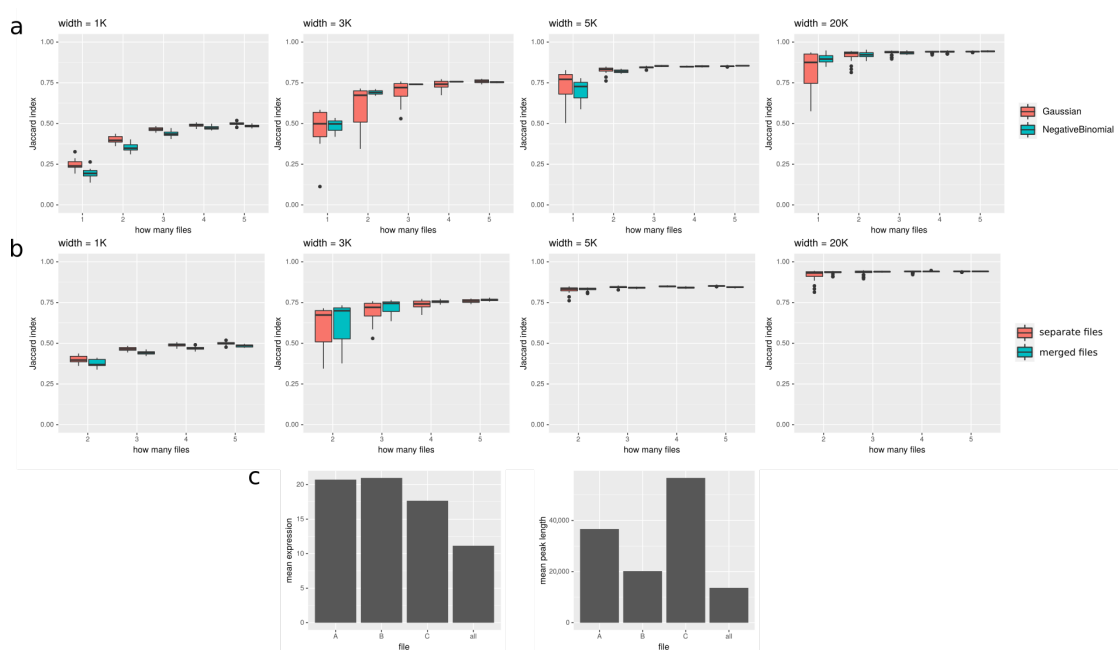 a
width = 1K
width = 3K
width = 5K
width = 20K
Jaccard index
1.00
0.75
0.50
0.25
0.00
1 2 3 4 5
how many files
Jaccard index
1.00
0.75
0.50
0.25
0.00
1 2 3 4 5
how many files
Jaccard index
1.00
0.75
0.50
0.25
0.00
1 2 3 4 5
how many files
Jaccard index
1.00
0.75
0.50
0.25
0.00
1 2 3 4 5
how many files
Gaussian
NegativeBinomial
b
width = 1K
width = 3K
width = 5K
width = 20K
Jaccard index
1.00
0.75
0.50
0.25
0.00
2 3 4 5
how many files
Jaccard index
1.00
0.75
0.50
0.25
0.00
2 3 4 5
how many files
Jaccard index
1.00
0.75
0.50
0.25
0.00
2 3 4 5
how many files
Jaccard index
1.00
0.75
0.50
0.25
0.00
2 3 4 5
how many files
separate files
merged files
c
mean expression
20
15
10
5
0
A B C all
file
mean peak length
40,000
20,000
0
A B C all
file